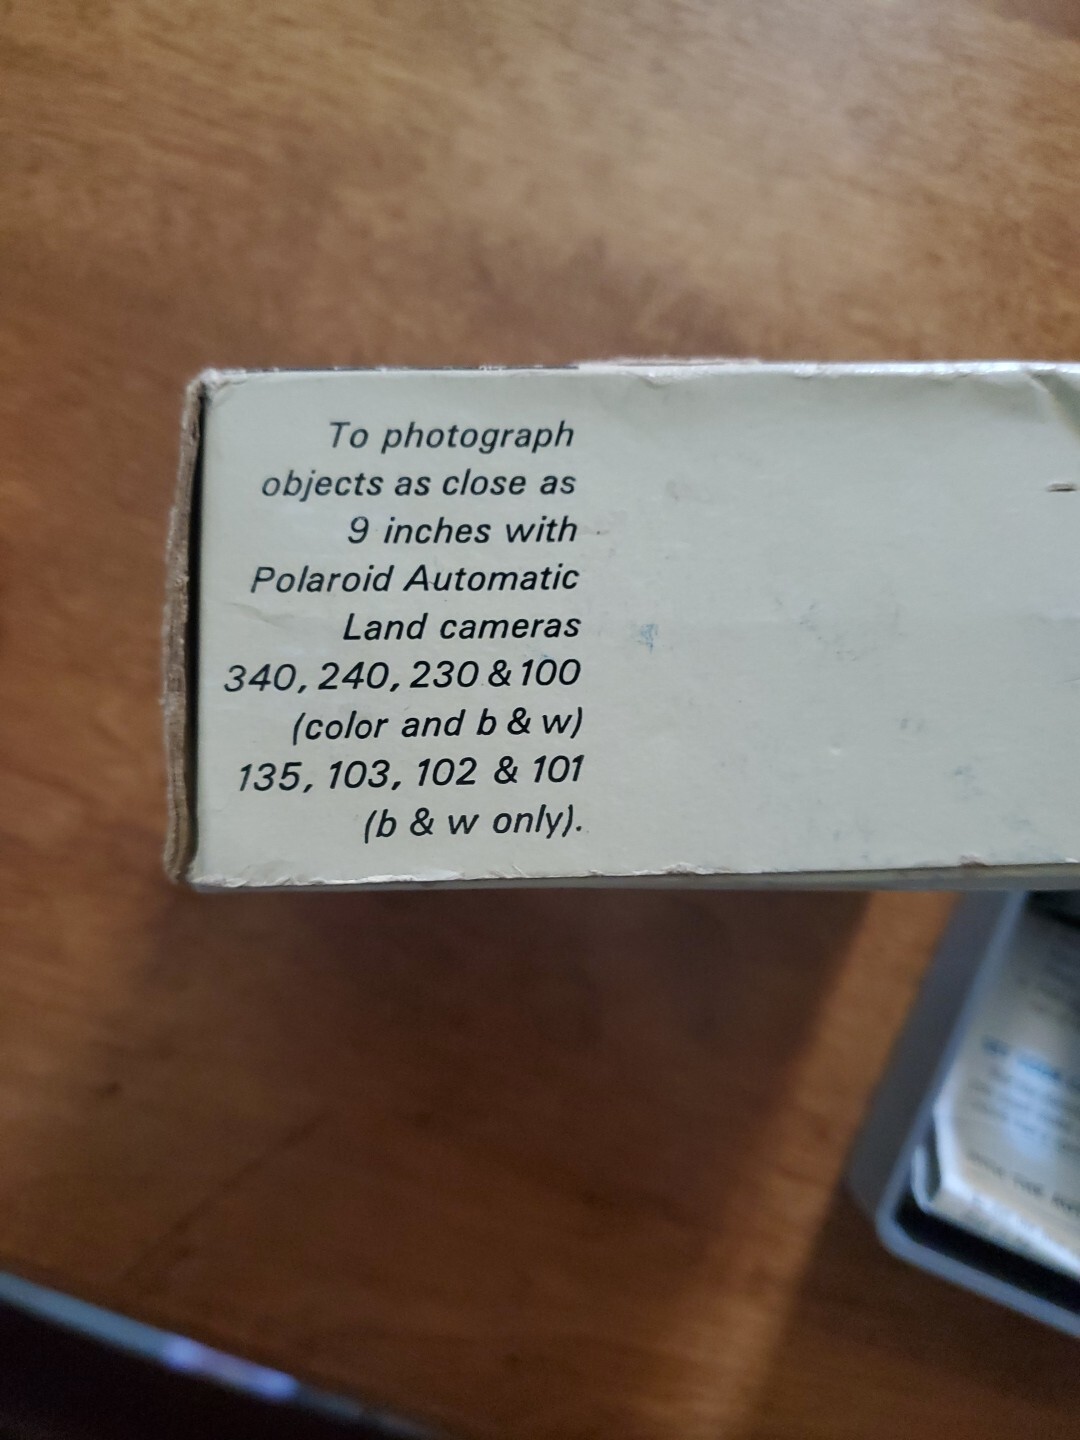 To photograph
objects as close as
9 inches with
Polaroid Automatic
Land cameras
340, 240, 230 & 100
(color and b & w)
135, 103, 102 & 101
(b & w only).